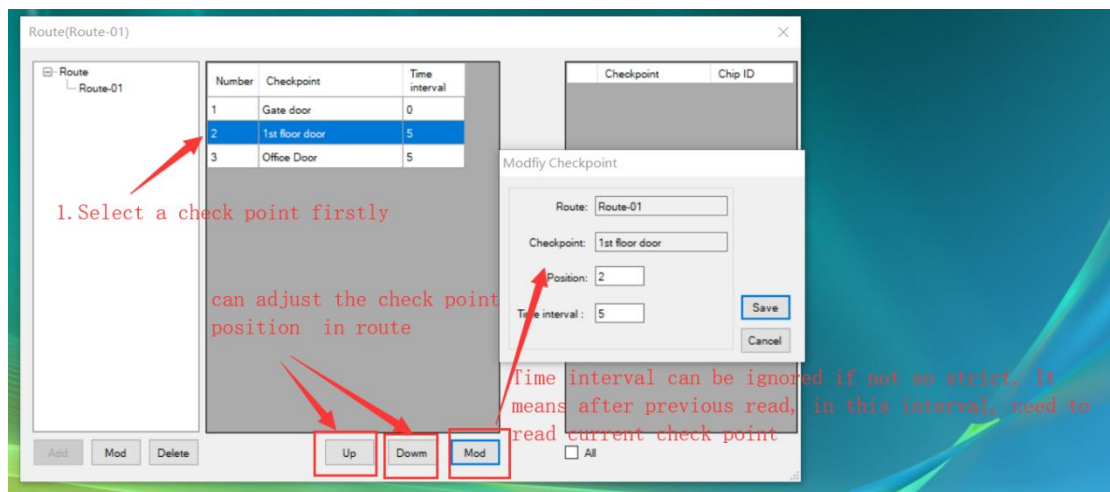 Route(Route-01)
Route
Route-01
Number Checkpoint Time interval
1 Gate door 0
2 1st floor door 5
3 Office Door 5
Checkpoint Chip ID
1. Select a check point firstly
can adjust the check point
position in route
Modfiy Checkpoint
Route: Route-01
Checkpoint: 1st floor door
Position: 2
Time interval : 5
Save
Cancel
Time interval can be ignored if not so strict. It
means after previous read, in this interval, need to
read current check point
Add Mod Delete Up Dowm Mod All